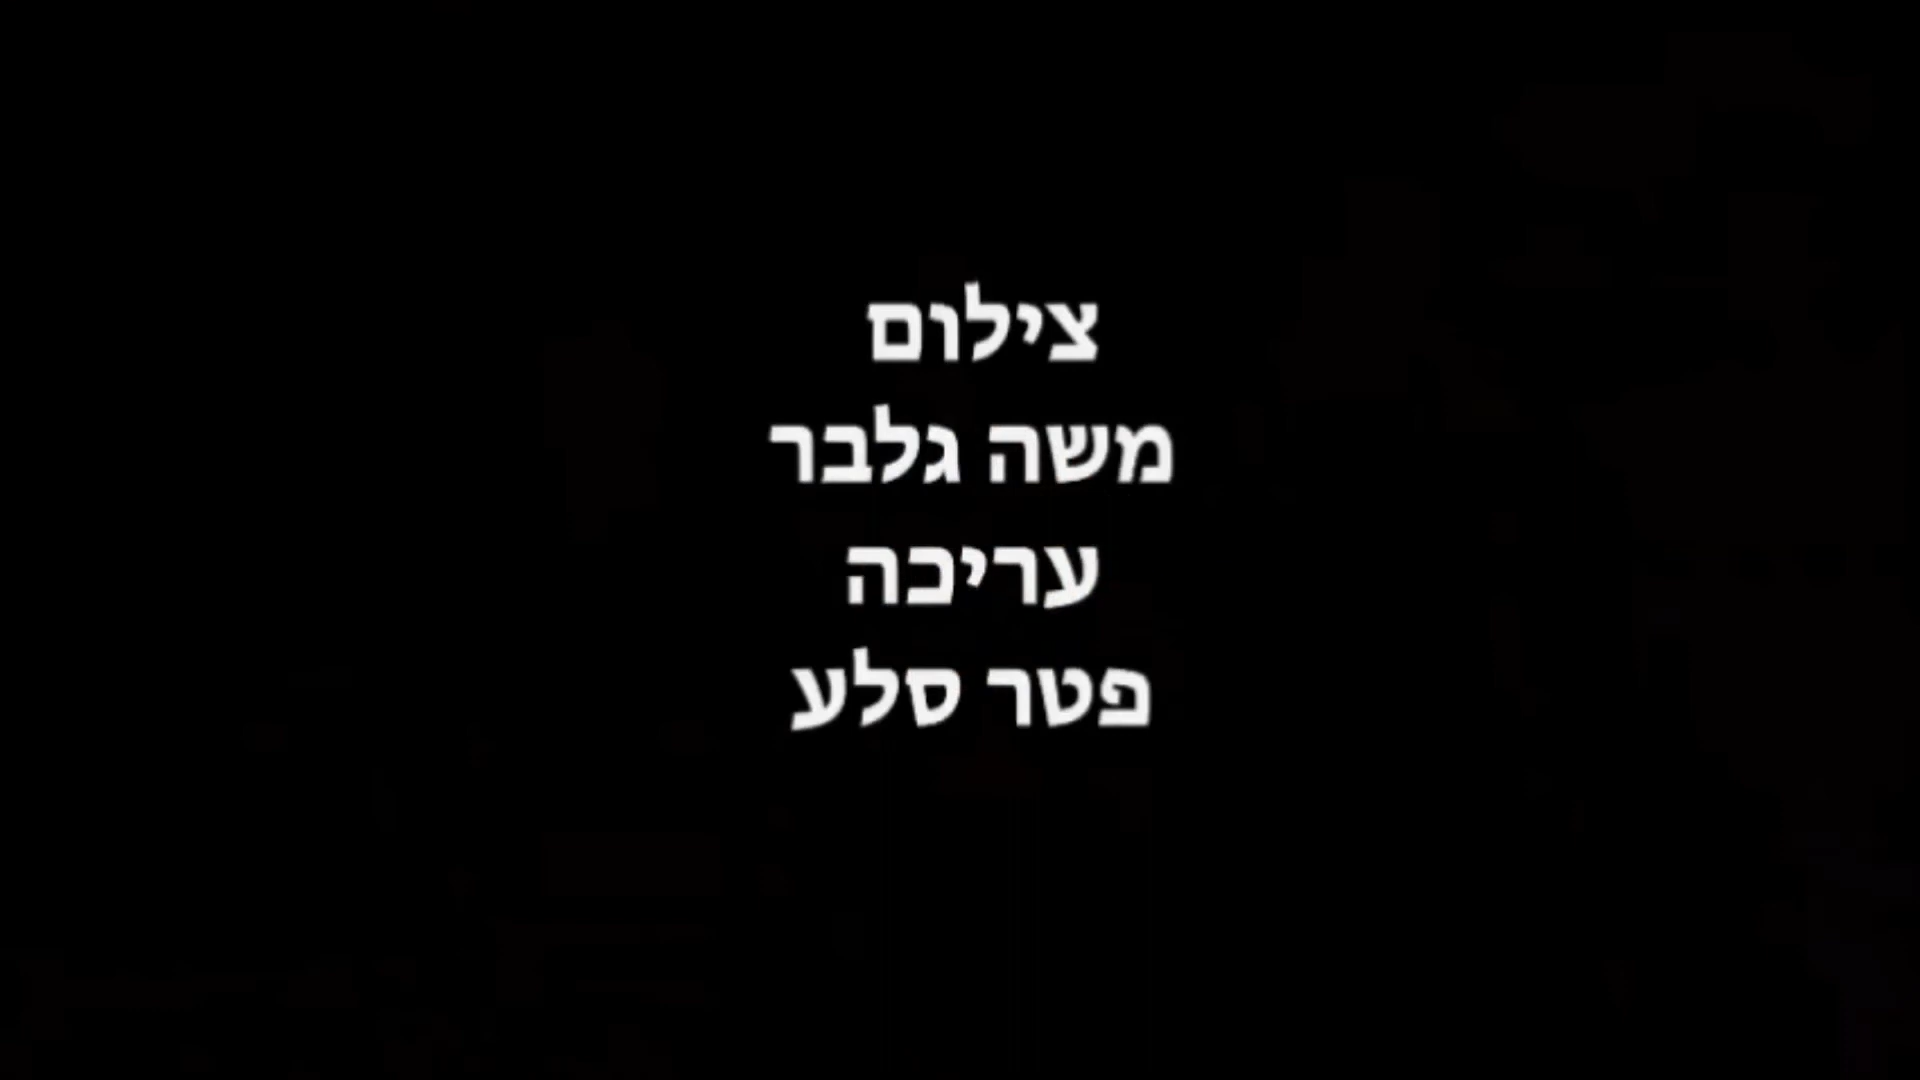 צילום
משה גלבר
עריכה
פטר סלע